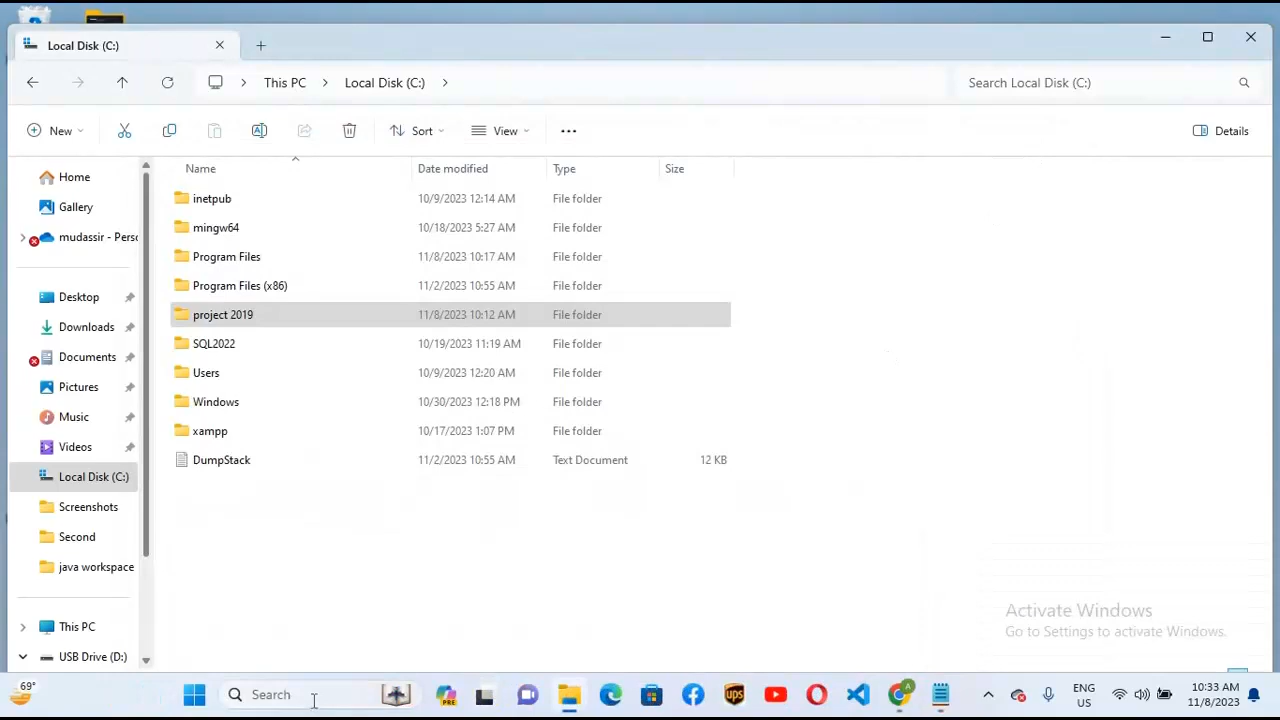 Local Disk (C:)
This PC > Local Disk (C:) >
Search Local Disk (C:)
New
Sort
View
Details
Name Date modified Type Size
Home
Gallery
mudassir - Perso
Desktop
Downloads
Documents
Pictures
Music
Videos
Local Disk (C:)
Screenshots
Second
java workspace
This PC
USB Drive (D:)
inetpub 10/9/2023 12:14 AM File folder
mingw64 10/18/2023 5:27 AM File folder
Program Files 11/8/2023 10:17 AM File folder
Program Files (x86) 11/2/2023 10:55 AM File folder
project 2019 11/8/2023 10:12 AM File folder
SQL2022 10/19/2023 11:19 AM File folder
Users 10/9/2023 12:20 AM File folder
Windows 10/30/2023 12:18 PM File folder
xampp 10/17/2023 1:07 PM File folder
DumpStack 11/2/2023 10:55 AM Text Document 12 KB
Activate Windows
Go to Settings to activate Windows.
69°
Search
PRE
ups
A
ENG
US
10:33 AM
11/8/2023